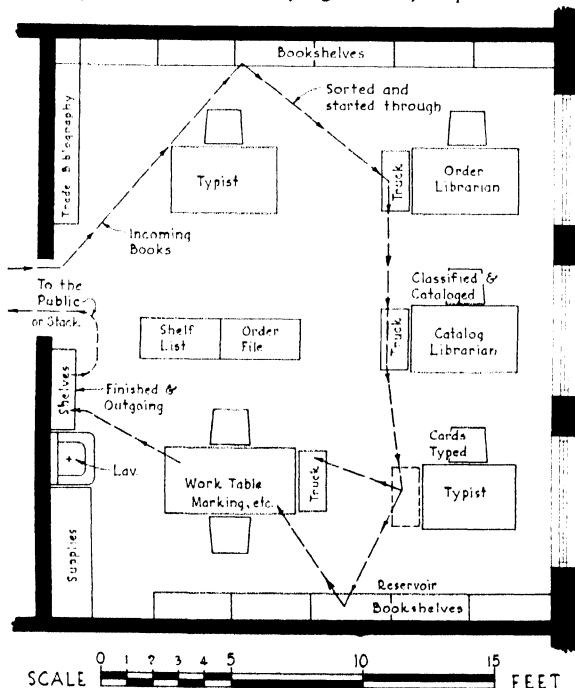 Bookshelves
Sorted and
started through
Trade Bibliography
Typist
Truck
Order
Librarian
Incoming
Books
To the
Public
or Stack.
Classified &
Cataloged
Shelf
List
Order
File
Truck
Catalog
Librarian
Shelves
Finished &
Outgoing
Cards
Typed
Lav.
Work Table
Marking, etc.
Truck
Typist
Supplies
Reservoir
Bookshelves
SCALE 0 1 2 3 4 5 10 15 FEET